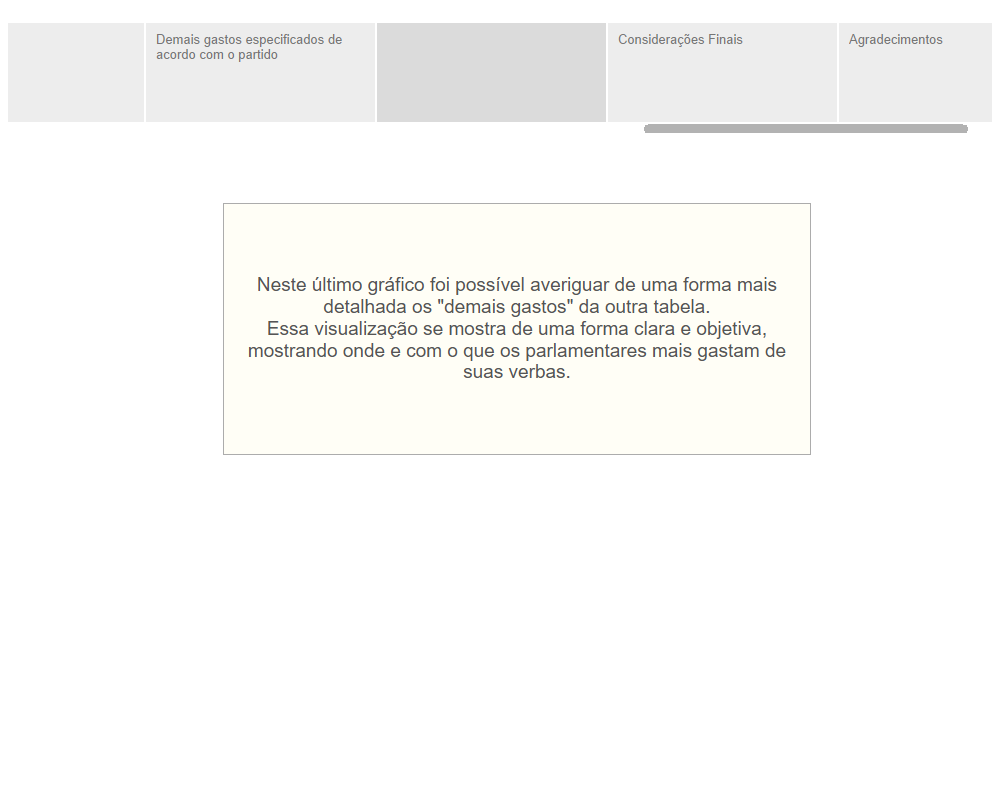 Demais gastos especificados de
acordo com o partido
Considerações Finais
Agradecimentos
Neste último gráfico foi possível averiguar de uma forma mais
detalhada os "demais gastos" da outra tabela.
Essa visualização se mostra de uma forma clara e objetiva,
mostrando onde e com o que os parlamentares mais gastam de
suas verbas.